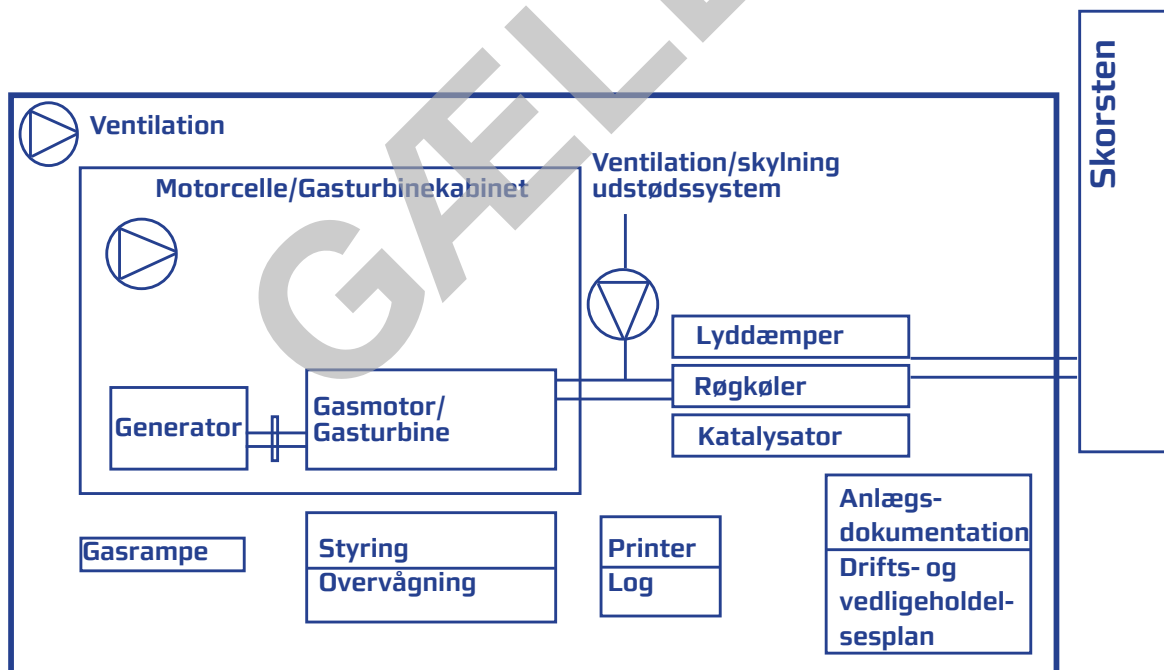 Skorsten
Ventilation
Motorcelle/Gasturbinekabinet
Ventilation/skylning
udstødssystem
Lyddæmper
Røgkøler
Katalysator
Generator
Gasmotor/
Gasturbine
Gasrampe
Styring
Overvågning
Printer
Log
Anlægs-
dokumentation
Drifts- og
vedligeholdel-
sesplan